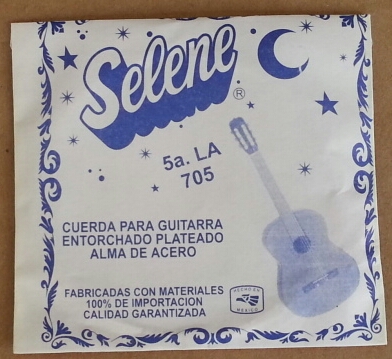 Selene
®
5a. LA
705
CUERDA PARA GUITARRA
ENTORCHADO PLATEADO
ALMA DE ACERO
FABRICADAS CON MATERIALES
100% DE IMPORTACION
CALIDAD GARANTIZADA
HECHO EN
MEXICO